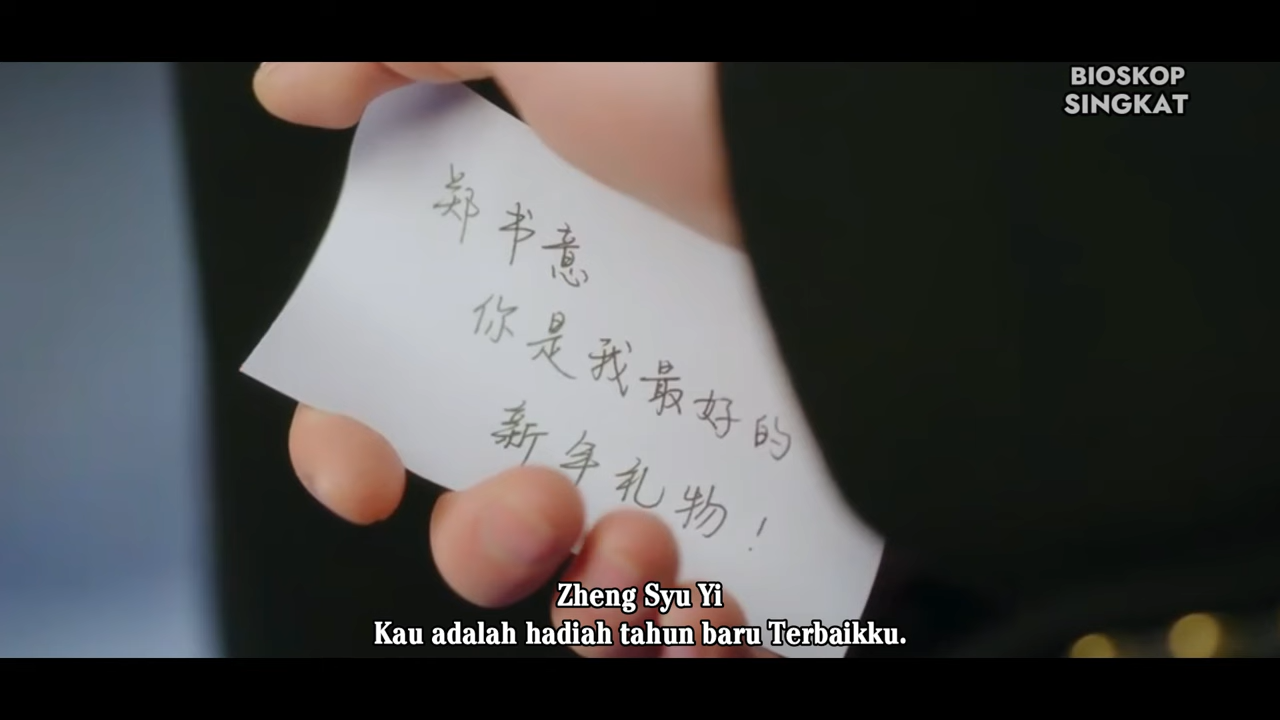 BIOSKOP
SINGKAT
郑书意
你是我最好的
新年礼物！
Zheng Syu Yi
Kau adalah hadiah tahun baru Terbaikku.